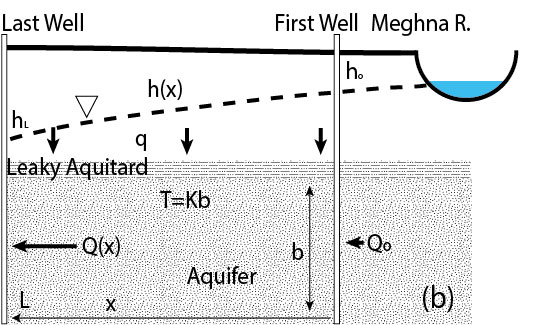 Last Well
First Well
Meghna R.
hₒ
h(x)
hL
q
Leaky Aquitard
T=Kb
Q(x)
Qo
b
Aquifer
L
x
(b)